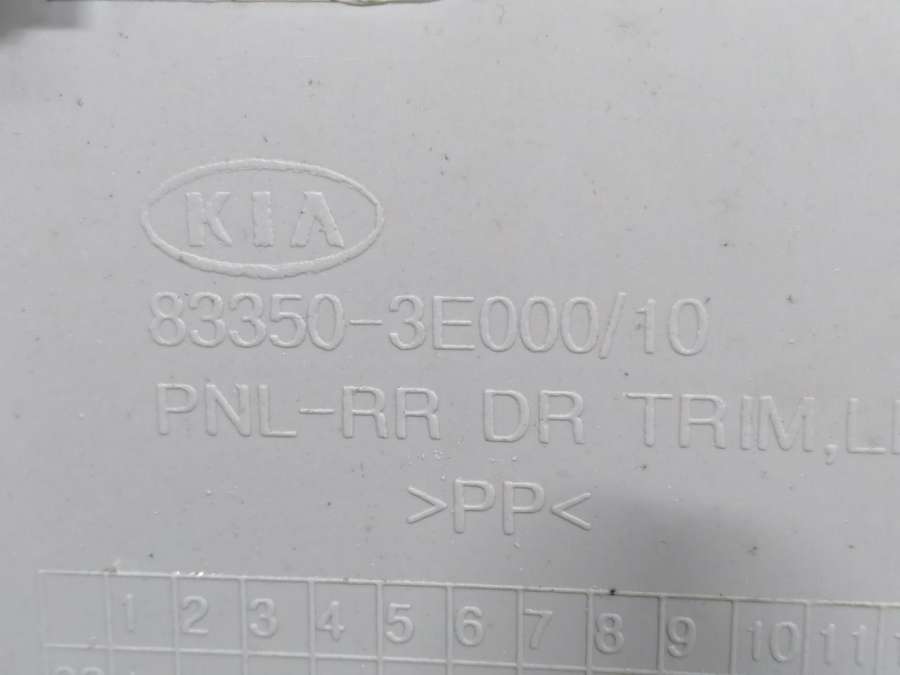 KIA
83350-3E000/10
PNL-RR DR TRIM,L
>PP<
1 2 3 4 5 6 7 8 9 10 11